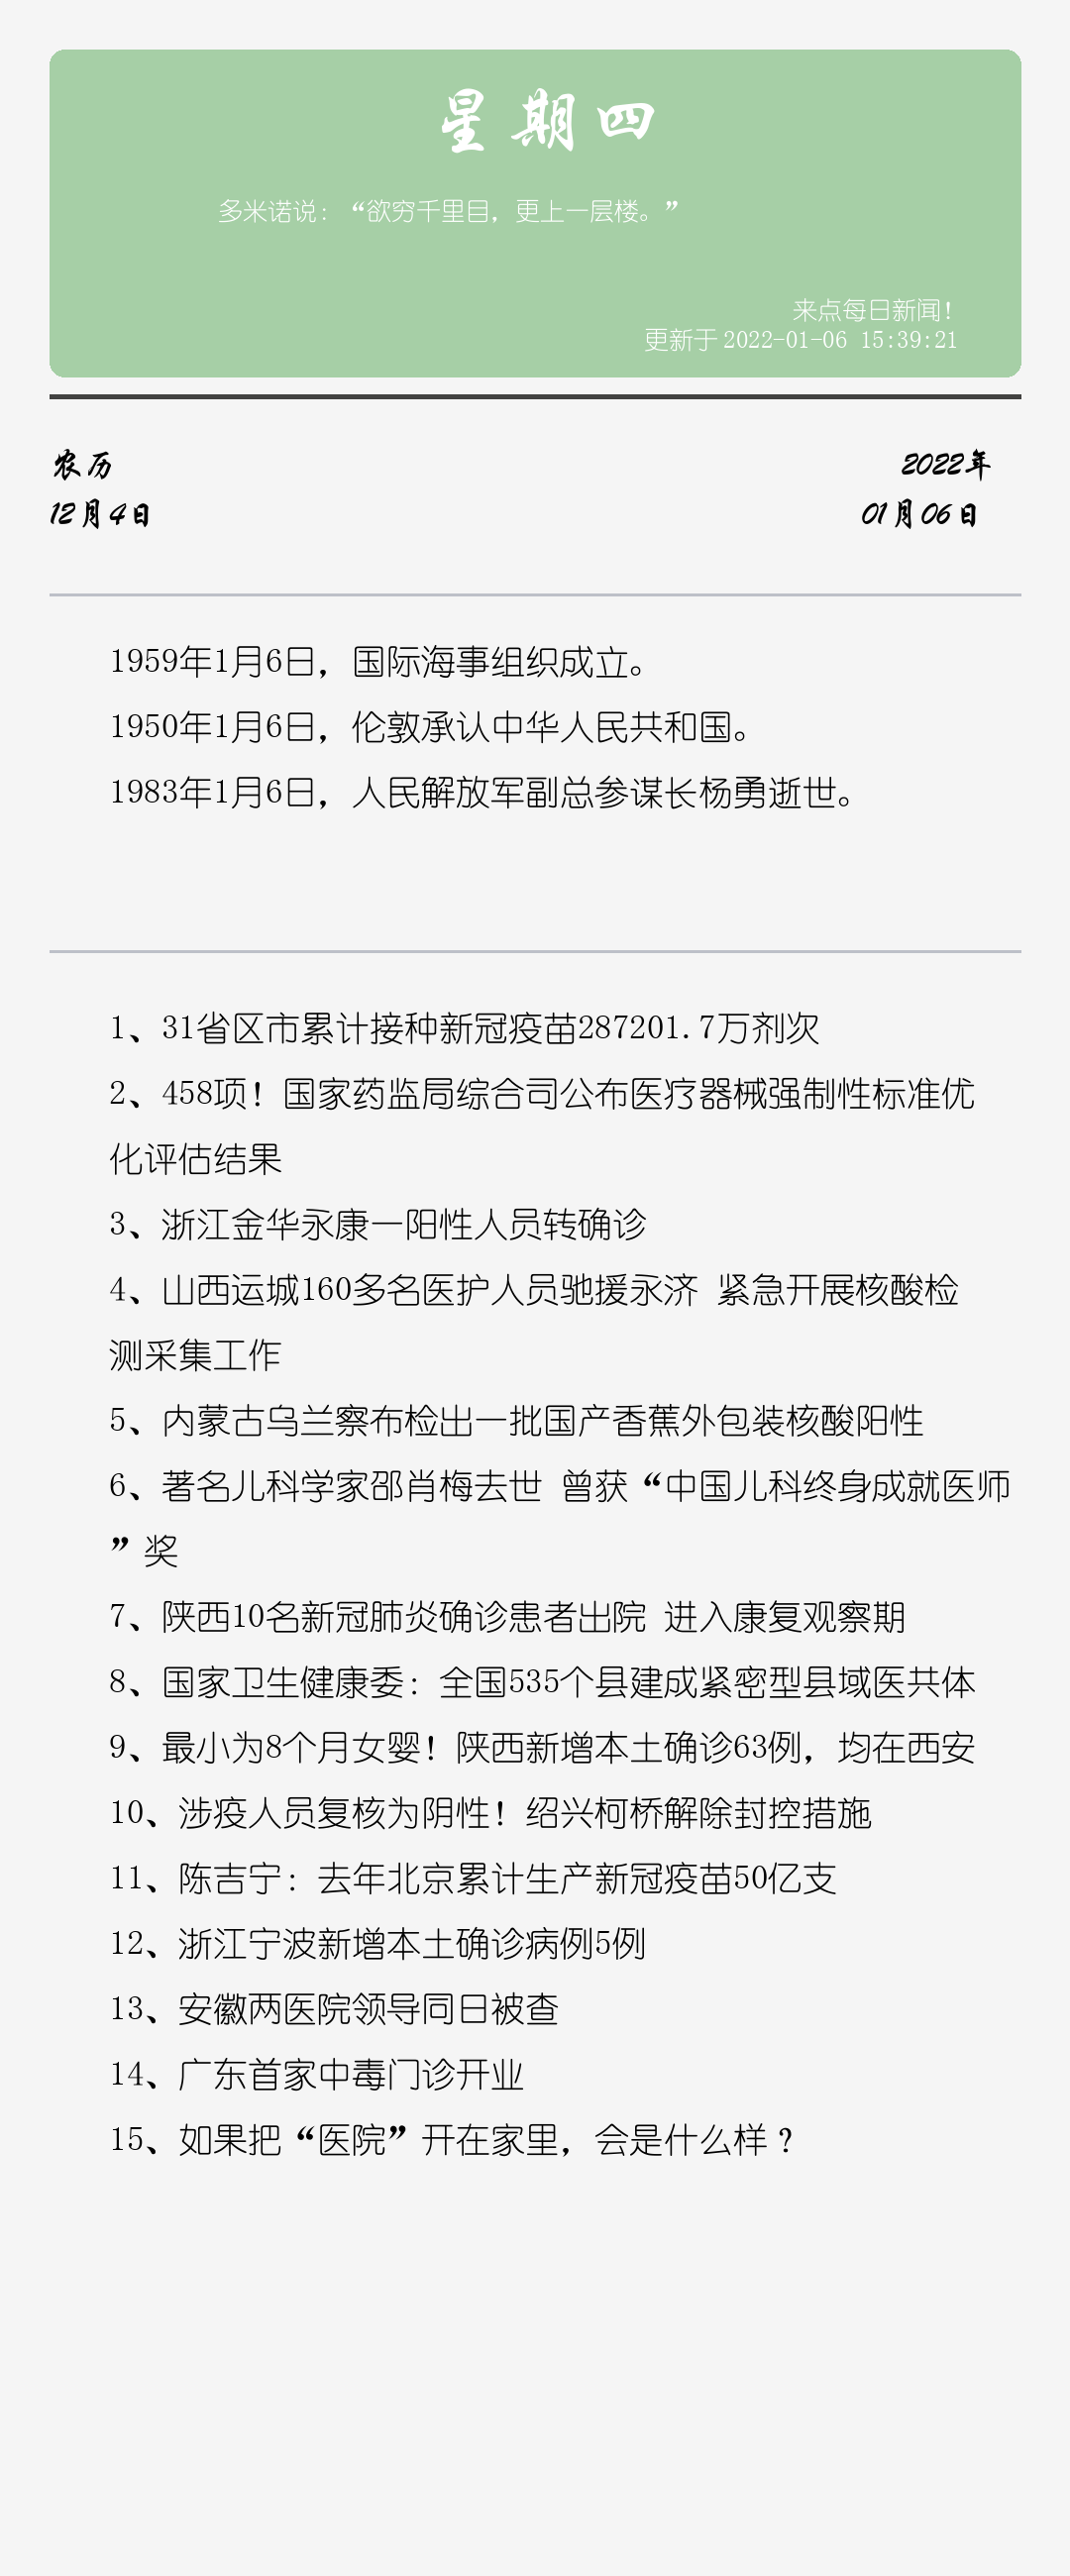 星期四
多米诺说：“欲穷千里目，更上一层楼。”
来点每日新闻！
更新于2022-01-06 15:39:21
农历
2022年
12月4日
01月06日
1959年1月6日，国际海事组织成立。
1950年1月6日，伦敦承认中华人民共和国。
1983年1月6日，人民解放军副总参谋长杨勇逝世。
1、31省区市累计接种新冠疫苗287201.7万剂次
2、458项！国家药监局综合司公布医疗器械强制性标准优
化评估结果
3、浙江金华永康一阳性人员转确诊
4、山西运城160多名医护人员驰援永济 紧急开展核酸检
测采集工作
5、内蒙古乌兰察布检出一批国产香蕉外包装核酸阳性
6、著名儿科学家邵肖梅去世 曾获“中国儿科终身成就医师
”奖
7、陕西10名新冠肺炎确诊患者出院 进入康复观察期
8、国家卫生健康委：全国535个县建成紧密型县域医共体
9、最小为8个月女婴！陕西新增本土确诊63例，均在西安
10、涉疫人员复核为阴性！绍兴柯桥解除封控措施
11、陈吉宁：去年北京累计生产新冠疫苗50亿支
12、浙江宁波新增本土确诊病例5例
13、安徽两医院领导同日被查
14、广东首家中毒门诊开业
15、如果把“医院”开在家里，会是什么样？